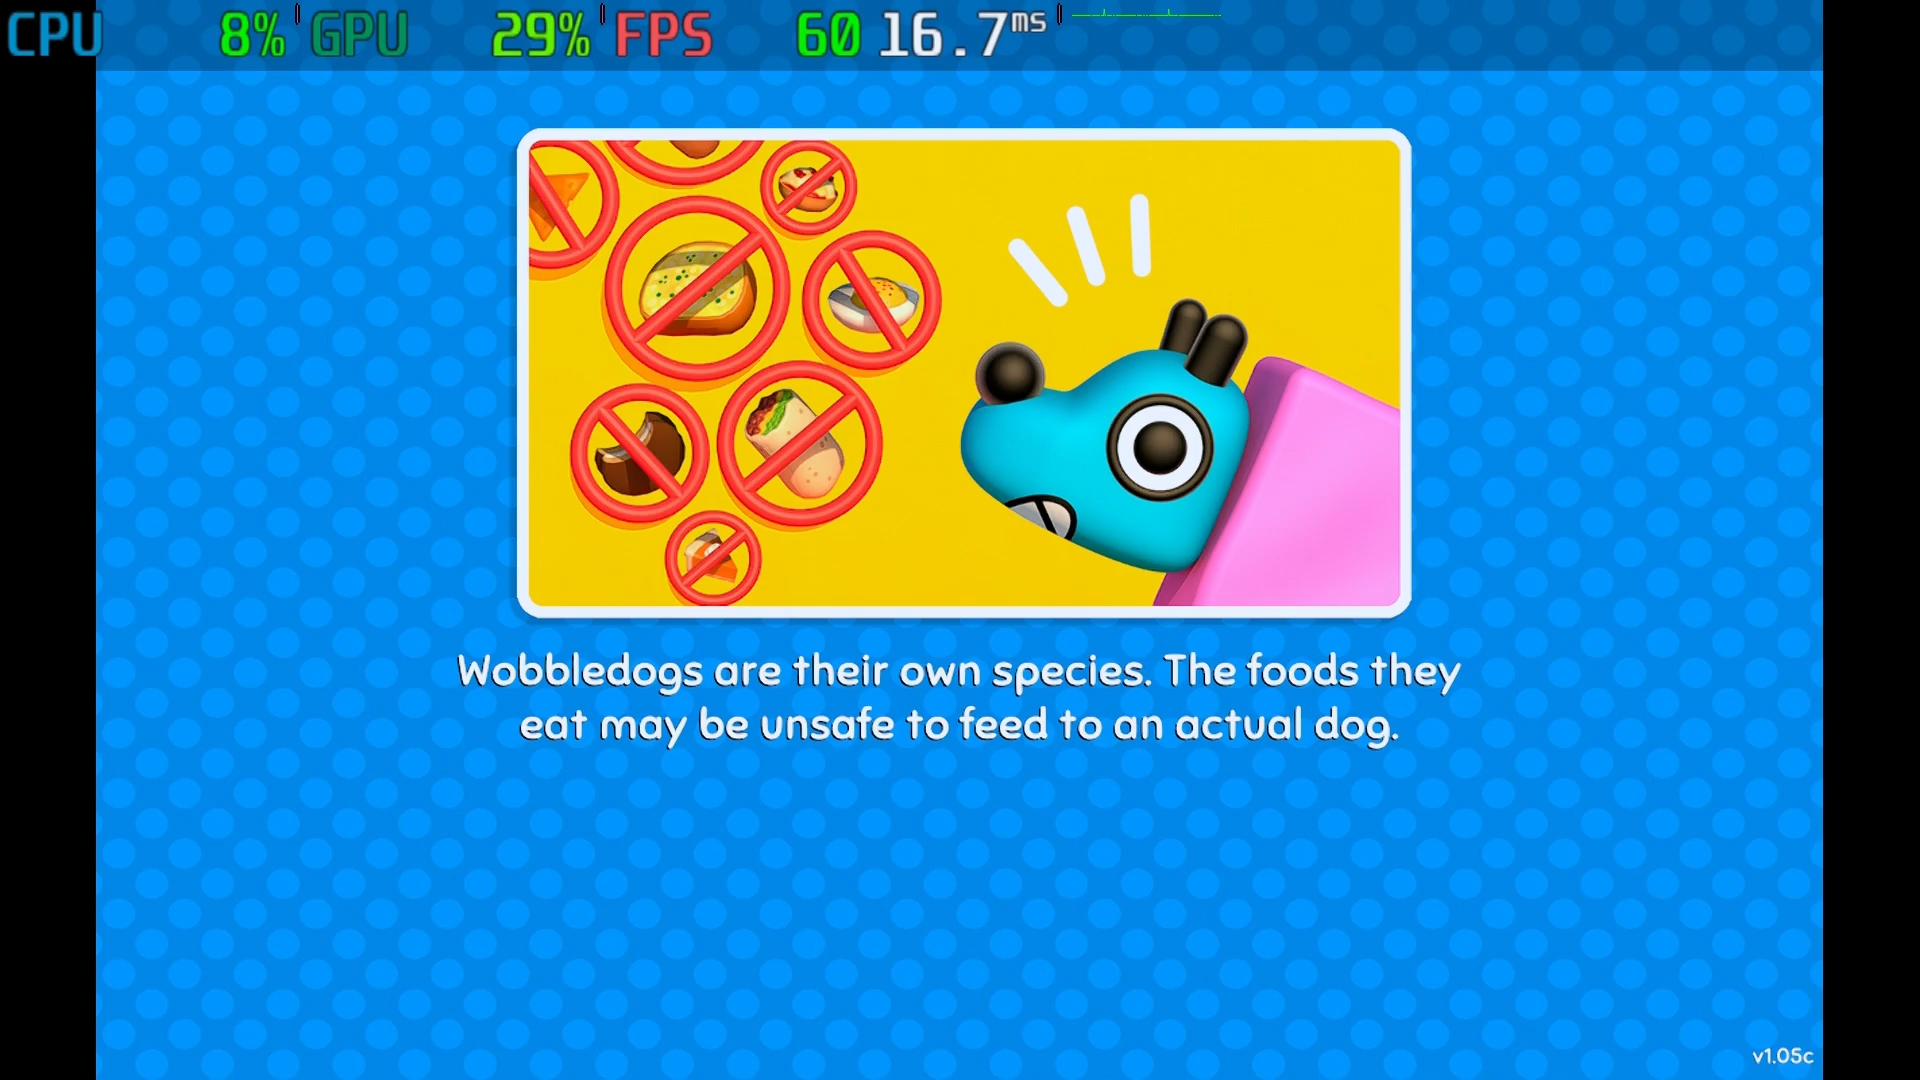 CPU 8% GPU 29% FPS 60 16.7ms
Wobbledogs are their own species. The foods they
eat may be unsafe to feed to an actual dog.
v1.05c